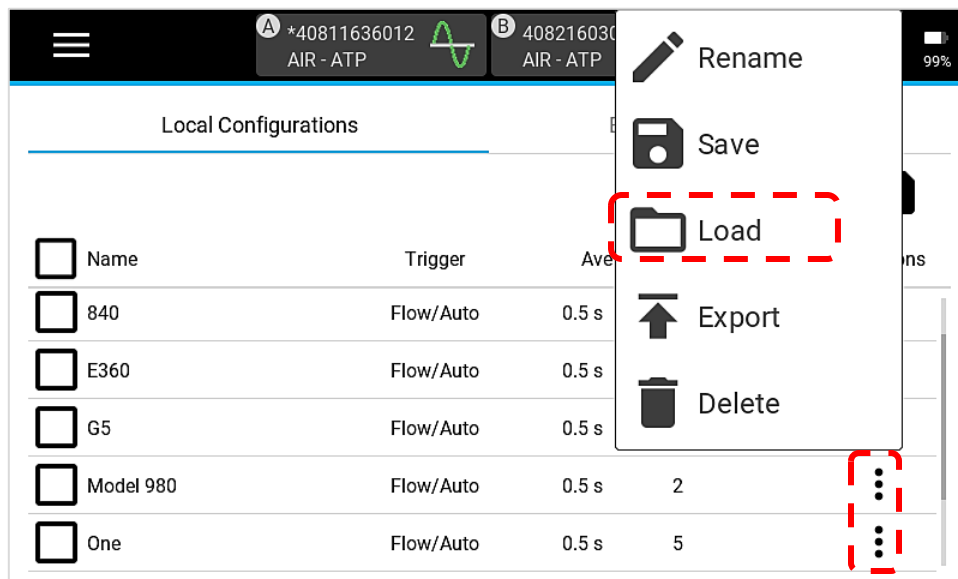 A *40811636012
AIR - ATP
B 408216030
AIR - ATP
99%
Local Configurations
Rename
Save
Load
Export
Delete
Name Trigger Ave ons
840 Flow/Auto 0.5 s
E360 Flow/Auto 0.5 s
G5 Flow/Auto 0.5 s
Model 980 Flow/Auto 0.5 s 2
One Flow/Auto 0.5 s 5